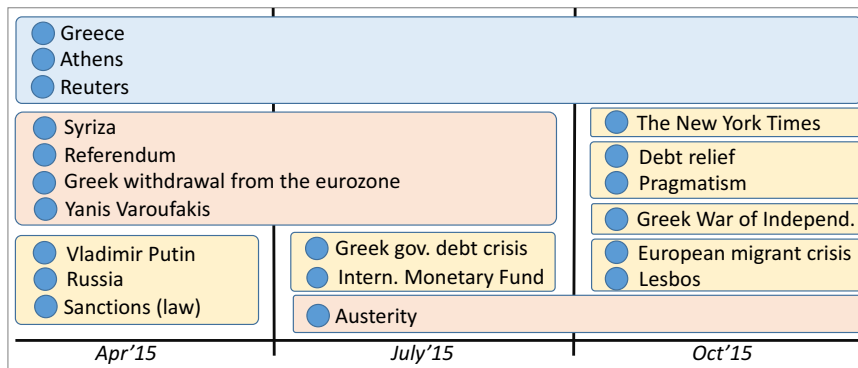 Greece
Athens
Reuters
Syriza
Referendum
Greek withdrawal from the eurozone
Yanis Varoufakis
The New York Times
Debt relief
Pragmatism
Greek War of Independ.
Vladimir Putin
Russia
Sanctions (law)
Greek gov. debt crisis
Intern. Monetary Fund
European migrant crisis
Lesbos
Austerity
Apr'15
July'15
Oct'15